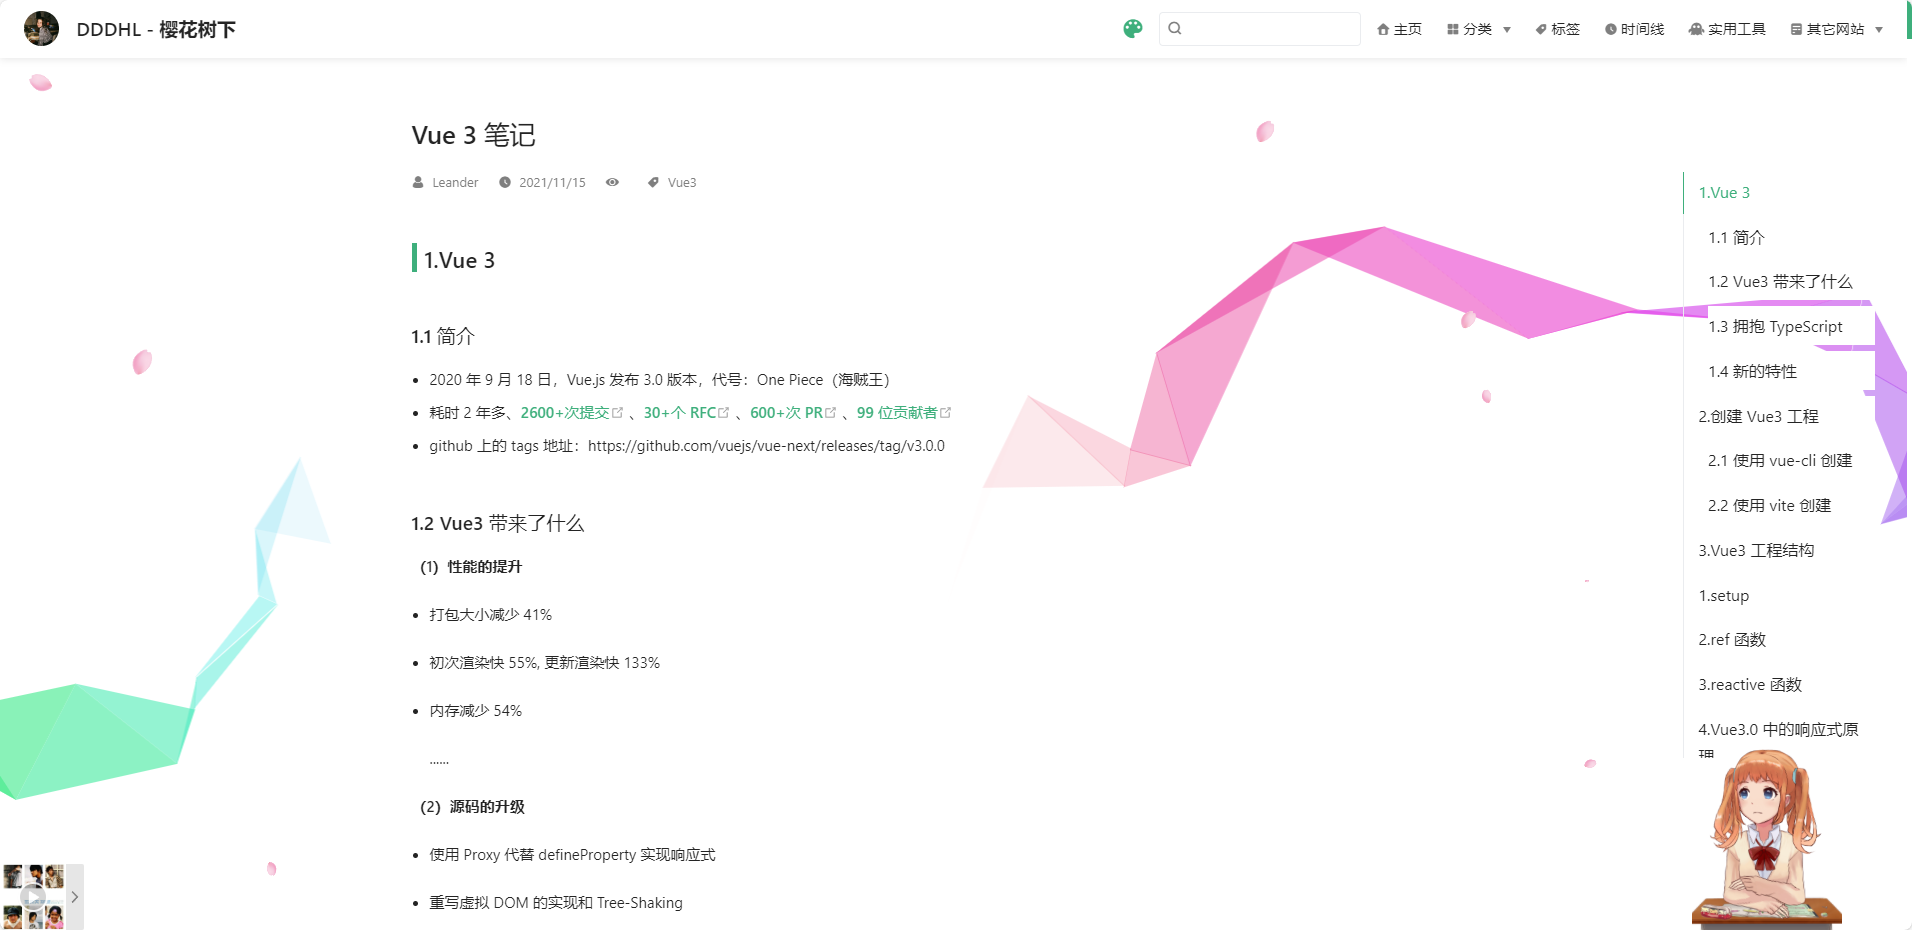 DDDHL - 樱花树下
主页 分类 标签 时间线 实用工具 其它网站
Vue 3 笔记
Leander 2021/11/15 Vue3
1.Vue 3
1.1 简介
2020 年 9 月 18 日，Vue.js 发布 3.0 版本，代号：One Piece（海贼王）
耗时 2 年多、2600+次提交、30+个 RFC、600+次 PR、99 位贡献者
github 上的 tags 地址：https://github.com/vuejs/vue-next/releases/tag/v3.0.0
1.2 Vue3 带来了什么
（1）性能的提升
打包大小减少 41%
初次渲染快 55%, 更新渲染快 133%
内存减少 54%
......
（2）源码的升级
使用 Proxy 代替 defineProperty 实现响应式
重写虚拟 DOM 的实现和 Tree-Shaking
1.Vue 3
1.1 简介
1.2 Vue3 带来了什么
1.3 拥抱 TypeScript
1.4 新的特性
2.创建 Vue3 工程
2.1 使用 vue-cli 创建
2.2 使用 vite 创建
3.Vue3 工程结构
1.setup
2.ref 函数
3.reactive 函数
4.Vue3.0 中的响应式原
理